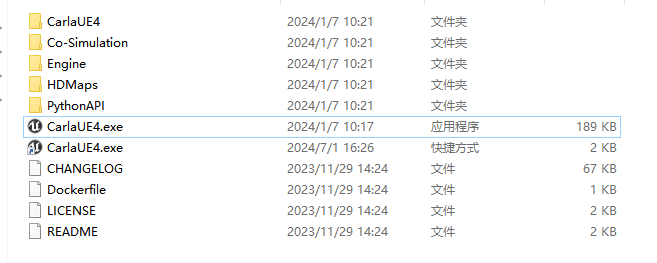 CarlaUE4 2024/1/7 10:21 文件夹
Co-Simulation 2024/1/7 10:21 文件夹
Engine 2024/1/7 10:21 文件夹
HDMaps 2024/1/7 10:21 文件夹
PythonAPI 2024/1/7 10:21 文件夹
CarlaUE4.exe 2024/1/7 10:17 应用程序 189 KB
CarlaUE4.exe 2024/7/1 16:26 快捷方式 2 KB
CHANGELOG 2023/11/29 14:24 文件 67 KB
Dockerfile 2023/11/29 14:24 文件 1 KB
LICENSE 2023/11/29 14:24 文件 2 KB
README 2023/11/29 14:24 文件 2 KB